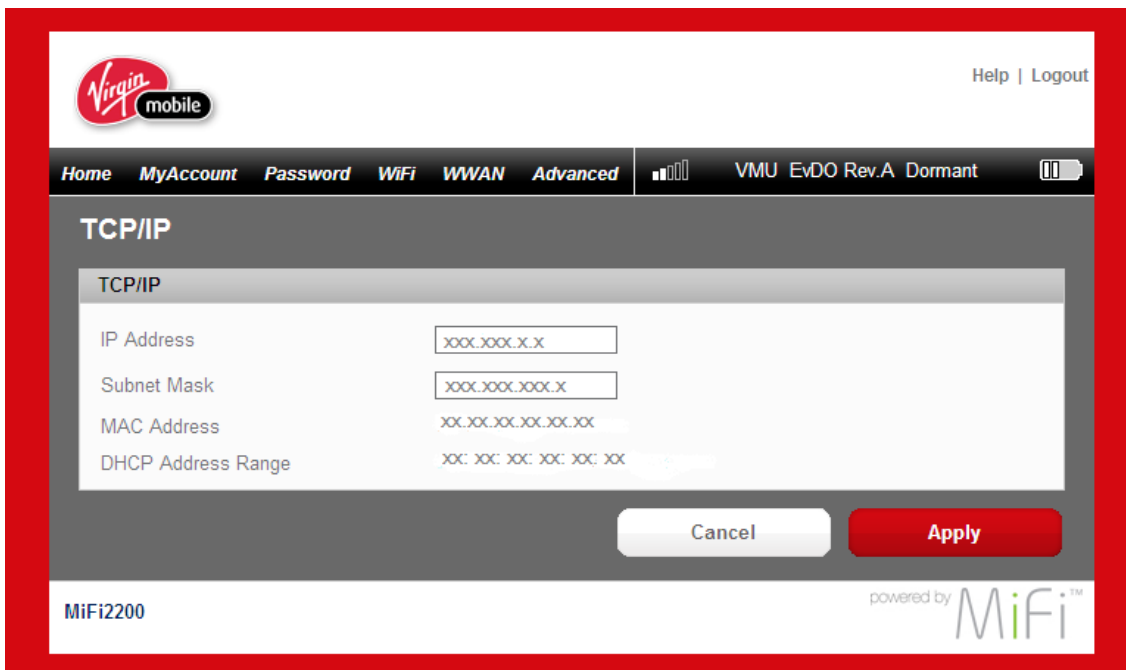 Virgin mobile
Help | Logout
Home MyAccount Password WiFi WWAN Advanced VMU EvDO Rev.A Dormant
TCP/IP
TCP/IP
IP Address xxx.xxx.x.x
Subnet Mask xxx.xxx.xxx.x
MAC Address xx.xx.xx.xx.xx.xx
DHCP Address Range xx: xx: xx: xx: xx: xx
Cancel Apply
MiFi2200 powered by MiFi™